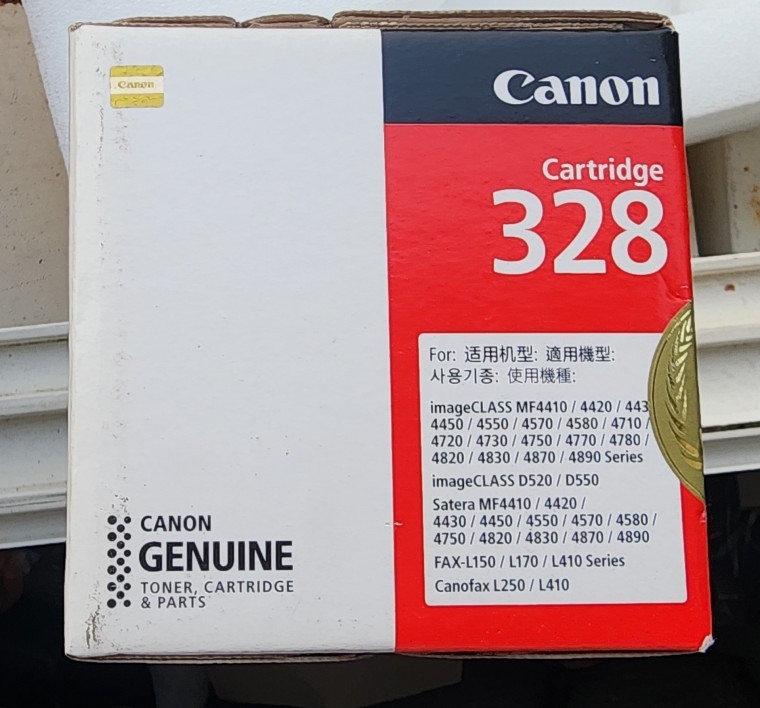 Canon
Canon
Cartridge
328
For: 适用机型: 適用機型:
사용기종: 使用機種:
imageCLASS MF4410 / 4420 / 443
4450 / 4550 / 4570 / 4580 / 4710 /
4720 / 4730 / 4750 / 4770 / 4780 /
4820 / 4830 / 4870 / 4890 Series
imageCLASS D520 / D550
Satera MF4410 / 4420 /
4430 / 4450 / 4550 / 4570 / 4580 /
4750 / 4820 / 4830 / 4870 / 4890
FAX-L150 / L170 / L410 Series
Canofax L250 / L410
CANON
GENUINE
TONER, CARTRIDGE
& PARTS